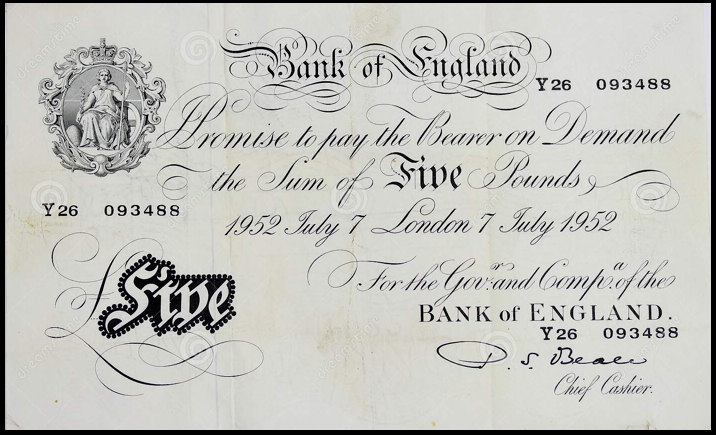 Bank of England
Y26 093488
I Promise to pay the Bearer on Demand
the Sum of Five Pounds
Y26 093488
1952 July 7 London 7 July 1952
For the Gov.r and Comp.a of the
BANK of ENGLAND.
£Five
Y26 093488
P. S. Beale
Chief Cashier.